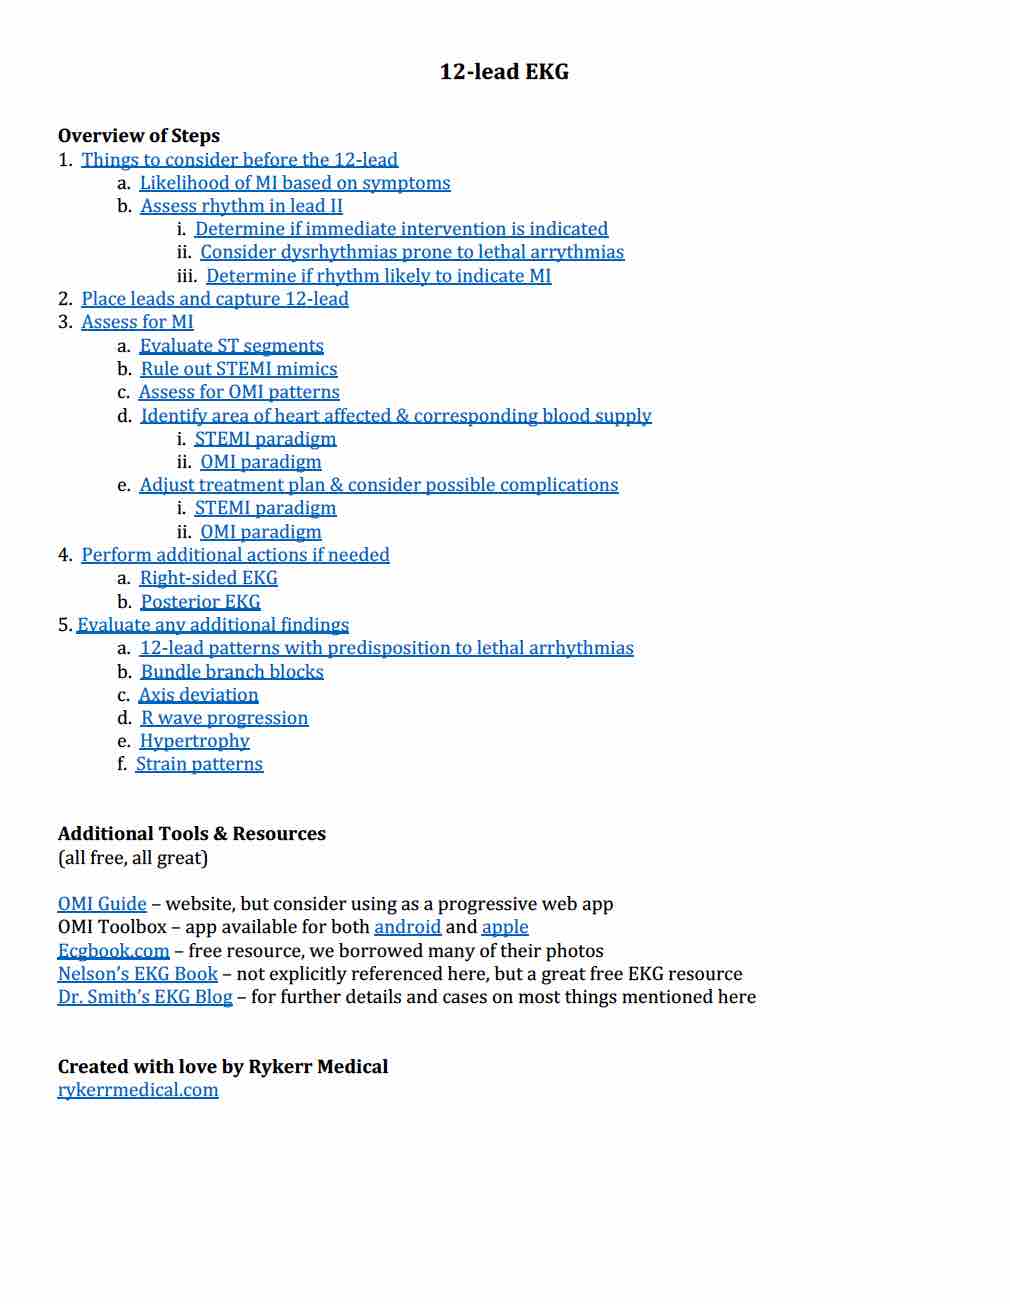 12-lead EKG
Overview of Steps
1. Things to consider before the 12-lead
a. Likelihood of MI based on symptoms
b. Assess rhythm in lead II
i. Determine if immediate intervention is indicated
ii. Consider dysrhythmias prone to lethal arrythmias
iii. Determine if rhythm likely to indicate MI
2. Place leads and capture 12-lead
3. Assess for MI
a. Evaluate ST segments
b. Rule out STEMI mimics
c. Assess for OMI patterns
d. Identify area of heart affected & corresponding blood supply
i. STEMI paradigm
ii. OMI paradigm
e. Adjust treatment plan & consider possible complications
i. STEMI paradigm
ii. OMI paradigm
4. Perform additional actions if needed
a. Right-sided EKG
b. Posterior EKG
5. Evaluate any additional findings
a. 12-lead patterns with predisposition to lethal arrhythmias
b. Bundle branch blocks
c. Axis deviation
d. R wave progression
e. Hypertrophy
f. Strain patterns
Additional Tools & Resources
(all free, all great)
OMI Guide – website, but consider using as a progressive web app
OMI Toolbox – app available for both android and apple
Ecgbook.com – free resource, we borrowed many of their photos
Nelson’s EKG Book – not explicitly referenced here, but a great free EKG resource
Dr. Smith’s EKG Blog – for further details and cases on most things mentioned here
Created with love by Rykerr Medical
rykerrmedical.com